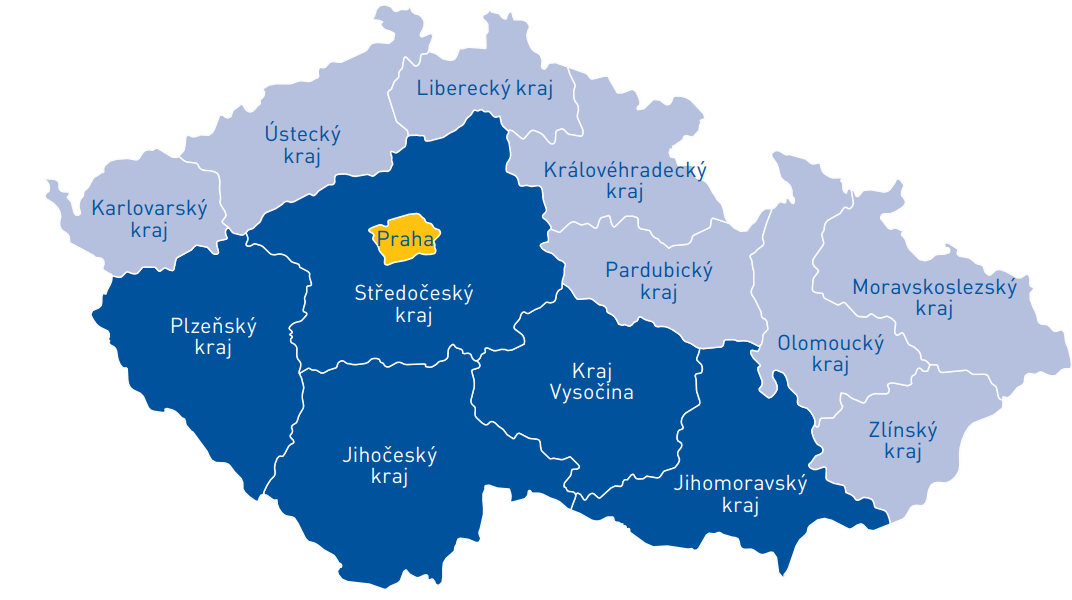 Liberecký kraj
Ústecký
kraj
Královéhradecký
kraj
Karlovarský
kraj
Praha
Pardubický
kraj
Středočeský
kraj
Moravskoslezský
kraj
Plzeňský
kraj
Olomoucký
kraj
Kraj
Vysočina
Zlínský
kraj
Jihočeský
kraj
Jihomoravský
kraj